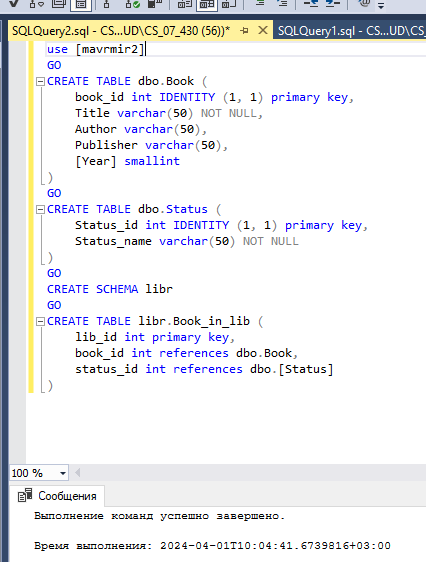 SQLQuery2.sql - CS...UD\CS_07_430 (56))*
SQLQuery1.sql - CS...UD\CS_
use [mavrmir2]
GO
CREATE TABLE dbo.Book (
book_id int IDENTITY (1, 1) primary key,
Title varchar(50) NOT NULL,
Author varchar(50),
Publisher varchar(50),
[Year] smallint
)
GO
CREATE TABLE dbo.Status (
Status_id int IDENTITY (1, 1) primary key,
Status_name varchar(50) NOT NULL
)
GO
CREATE SCHEMA libr
GO
CREATE TABLE libr.Book_in_lib (
lib_id int primary key,
book_id int references dbo.Book,
status_id int references dbo.[Status]
)
100 %
Сообщения
Выполнение команд успешно завершено.
Время выполнения: 2024-04-01T10:04:41.6739816+03:00